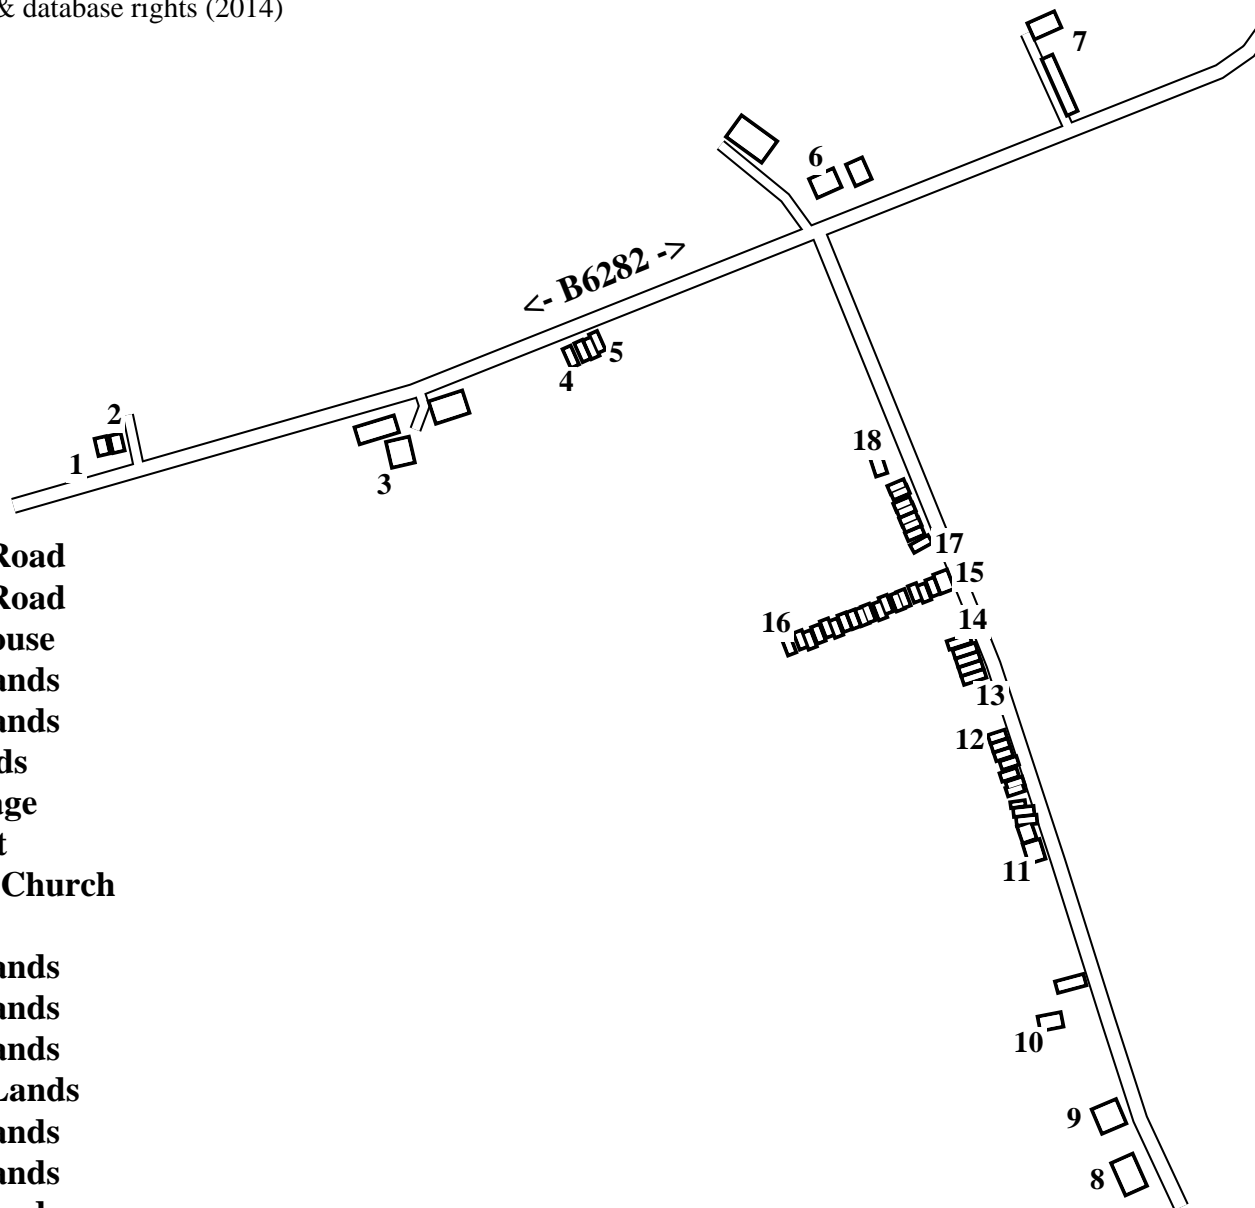 & database rights (2014)
7
6
<- B6282 ->
5
4
2
1
3
18
17
15
14
16
13
12
11
10
9
8
Road
Road
ouse
ands
ands
ds
age
t
Church
ands
ands
ands
Lands
ands
ands